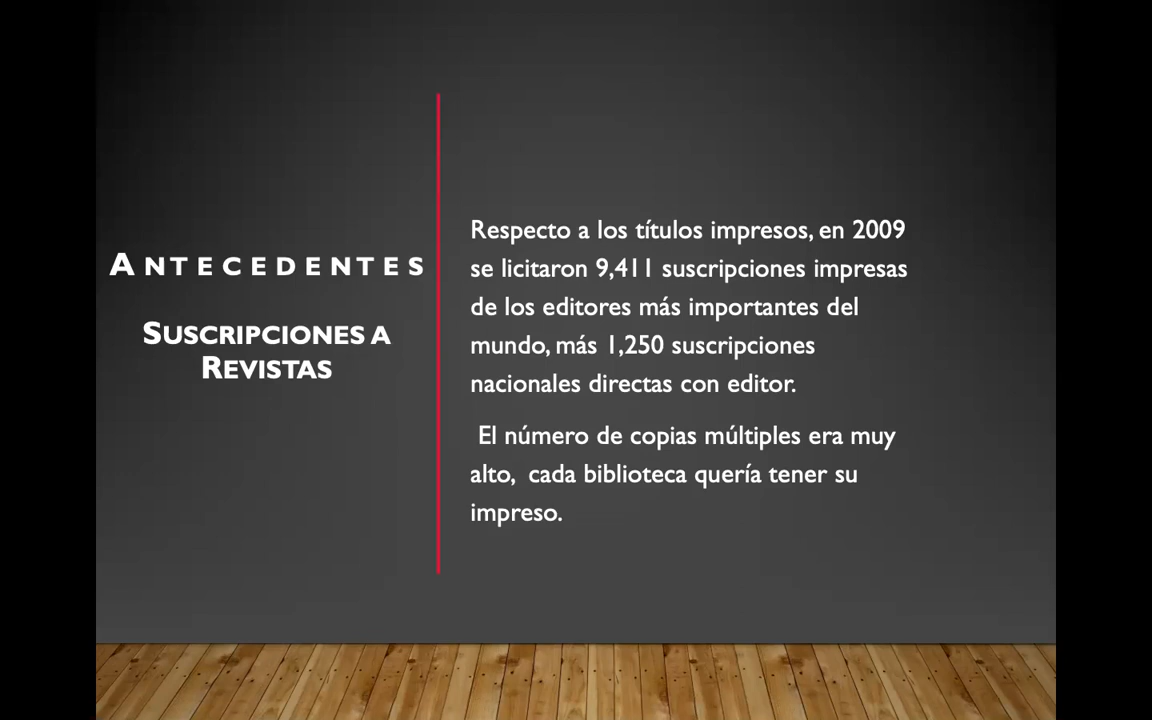 ANTECEDENTES
SUSCRIPCIONES A
REVISTAS
Respecto a los títulos impresos, en 2009
se licitaron 9,411 suscripciones impresas
de los editores más importantes del
mundo, más 1,250 suscripciones
nacionales directas con editor.
El número de copias múltiples era muy
alto, cada biblioteca quería tener su
impreso.